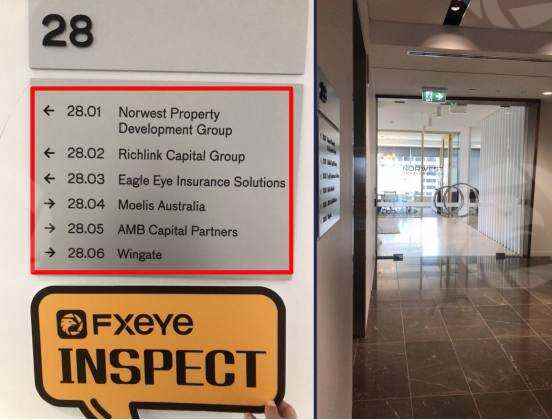 28
← 28.01 Norwest Property
Development Group
← 28.02 Richlink Capital Group
← 28.03 Eagle Eye Insurance Solutions
→ 28.04 Moelis Australia
→ 28.05 AMB Capital Partners
→ 28.06 Wingate
FXEYE
INSPECT
NORWEST